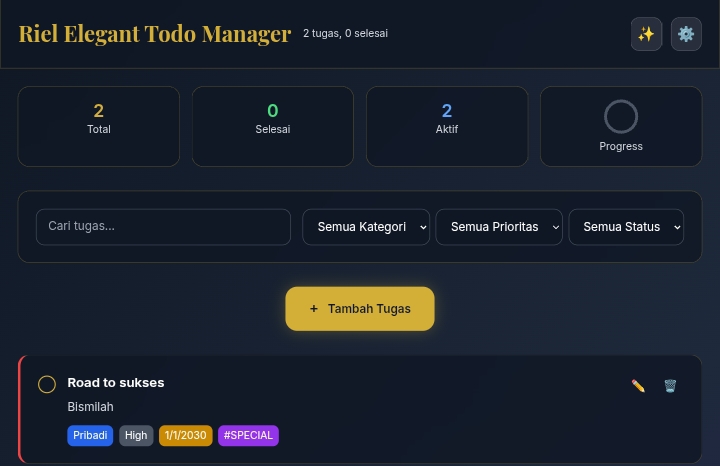 Riel Elegant Todo Manager 2 tugas, 0 selesai
2 0 2
Total Selesai Aktif Progress
Cari tugas... Semua Kategori Semua Prioritas Semua Status
+ Tambah Tugas
Road to sukses
Bismilah
Pribadi High 1/1/2030 #SPECIAL